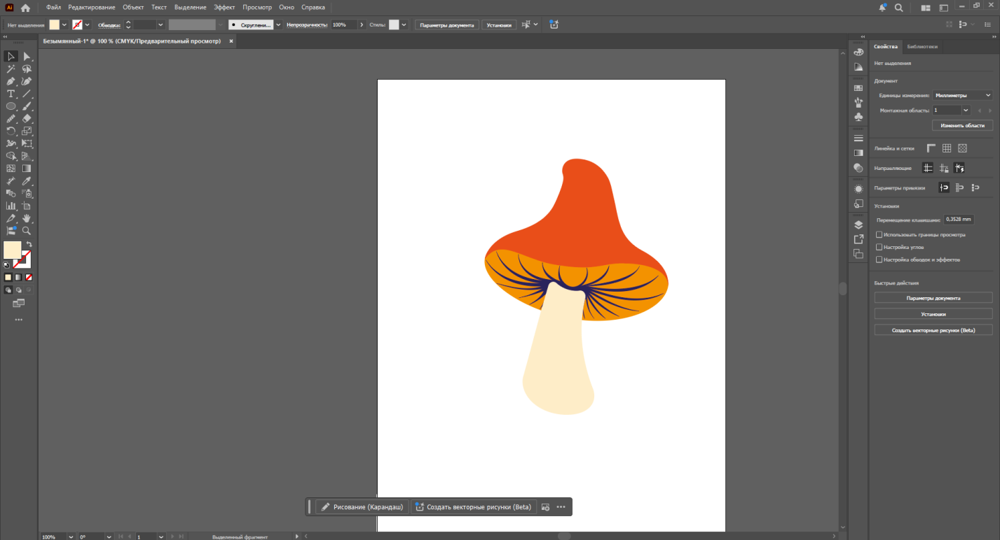 Ai Файл Редактирование Объект Текст Выделение Эффект Просмотр Окно Справка
Нет выделения Обводка: Скруглени... Непрозрачность: 100% Стили: Параметры документа Установки
Безымянный-1* @ 100 % (CMYK/Предварительный просмотр) ×
Свойства Библиотеки
Нет выделения
Документ
Единицы измерения: Миллиметры
Монтажная область: 1
Изменить области
Линейка и сетки
Направляющие
Параметры привязки
Установки
Перемещение клавишами: 0,3528 mm
Использовать границы просмотра
Настройка углов
Настройка обводок и эффектов
Быстрые действия
Параметры документа
Установки
Создать векторные рисунки (Beta)
Рисование (Карандаш) Создать векторные рисунки (Beta)
100% 0° 1 Выделенный фрагмент